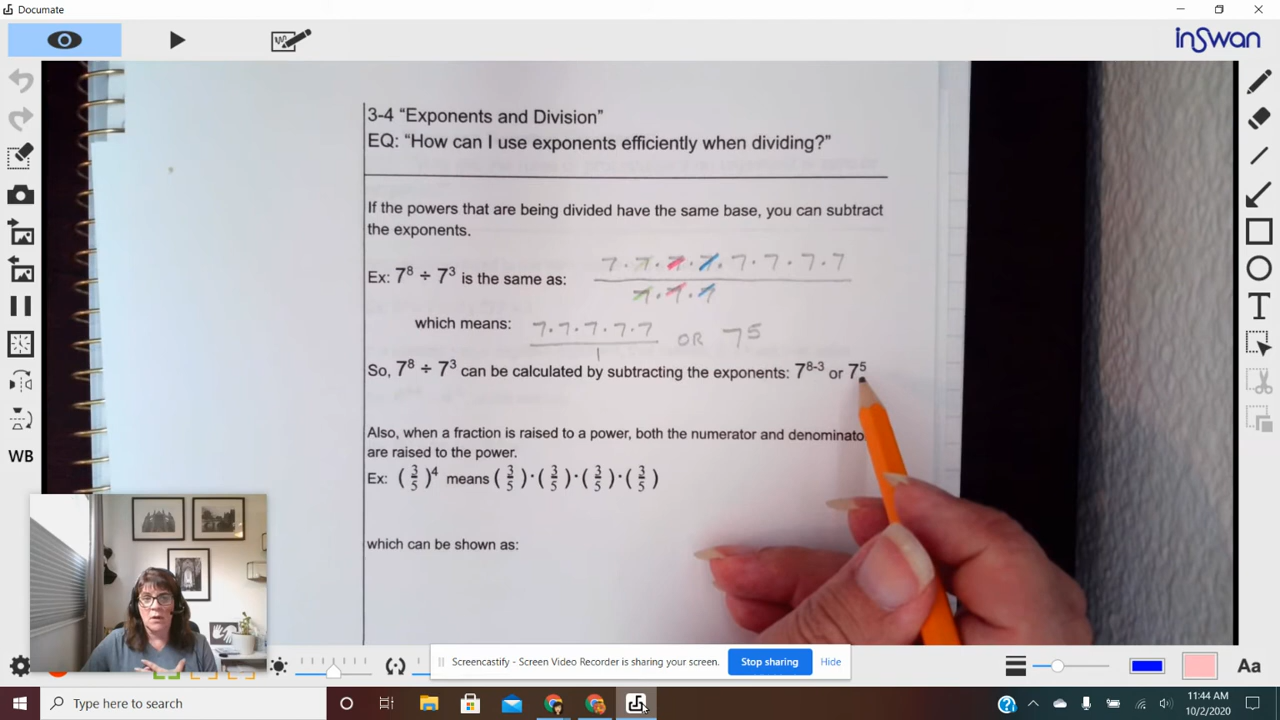 Documate
inswan
3-4 “Exponents and Division”
EQ: “How can I use exponents efficiently when dividing?”
If the powers that are being divided have the same base, you can subtract
the exponents.
Ex: 7⁸ ÷ 7³ is the same as:
7·7·7·7·7·7·7·7
7·7·7
which means:
7·7·7·7·7
1
OR 7⁵
So, 7⁸ ÷ 7³ can be calculated by subtracting the exponents: 7⁸⁻³ or 7⁵
Also, when a fraction is raised to a power, both the numerator and denominato
are raised to the power.
Ex: (3/5)⁴ means (3/5)·(3/5)·(3/5)·(3/5)
which can be shown as:
WB
T
Aa
Screencastify - Screen Video Recorder is sharing your screen.
Stop sharing
Hide
Type here to search
11:44 AM
10/2/2020